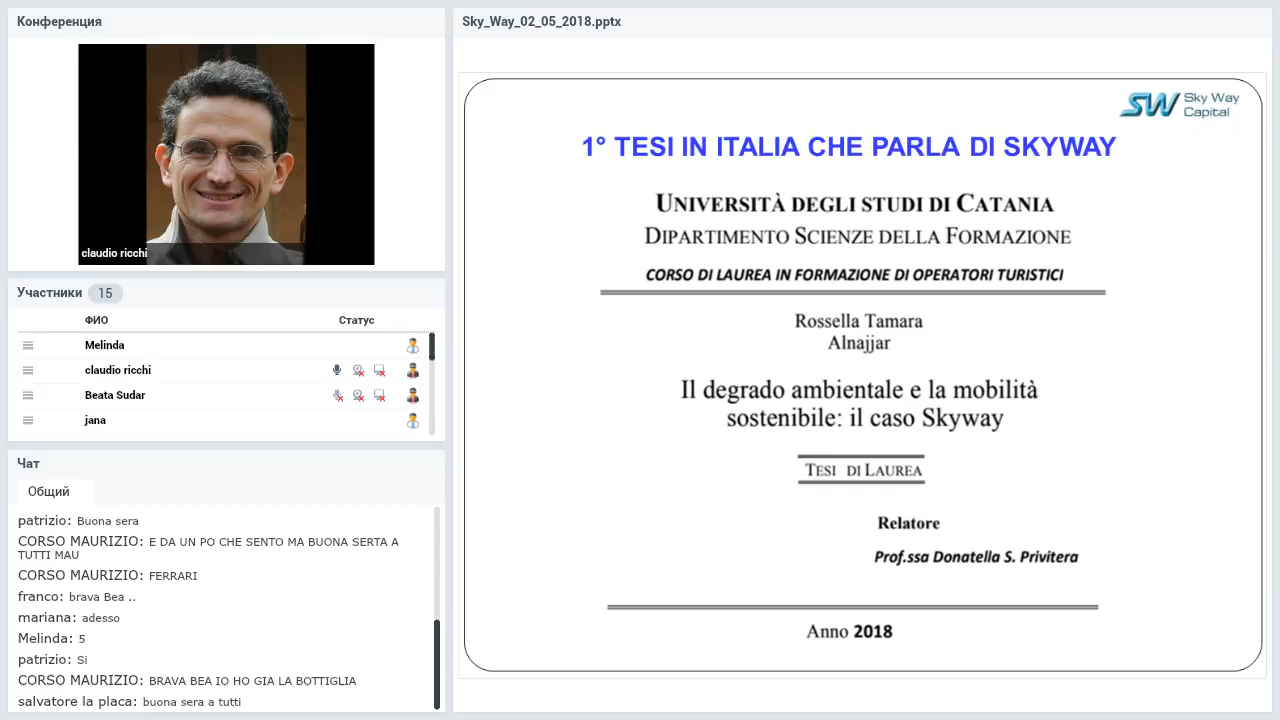 Конференция
claudio ricchi
Участники 15
ФИО Статус
Melinda
claudio ricchi
Beata Sudar
jana
Чат
Общий
patrizio: Buona sera
CORSO MAURIZIO: E DA UN PO CHE SENTO MA BUONA SERTA A
TUTTI MAU
CORSO MAURIZIO: FERRARI
franco: brava Bea ..
mariana: adesso
Melinda: 5
patrizio: Si
CORSO MAURIZIO: BRAVA BEA IO HO GIA LA BOTTIGLIA
salvatore la placa: buona sera a tutti
Sky_Way_02_05_2018.pptx
SW Sky Way
Capital
1° TESI IN ITALIA CHE PARLA DI SKYWAY
UNIVERSITÀ DEGLI STUDI DI CATANIA
DIPARTIMENTO SCIENZE DELLA FORMAZIONE
CORSO DI LAUREA IN FORMAZIONE DI OPERATORI TURISTICI
Rossella Tamara
Alnajjar
Il degrado ambientale e la mobilità
sostenibile: il caso Skyway
TESI DI LAUREA
Relatore
Prof.ssa Donatella S. Privitera
Anno 2018